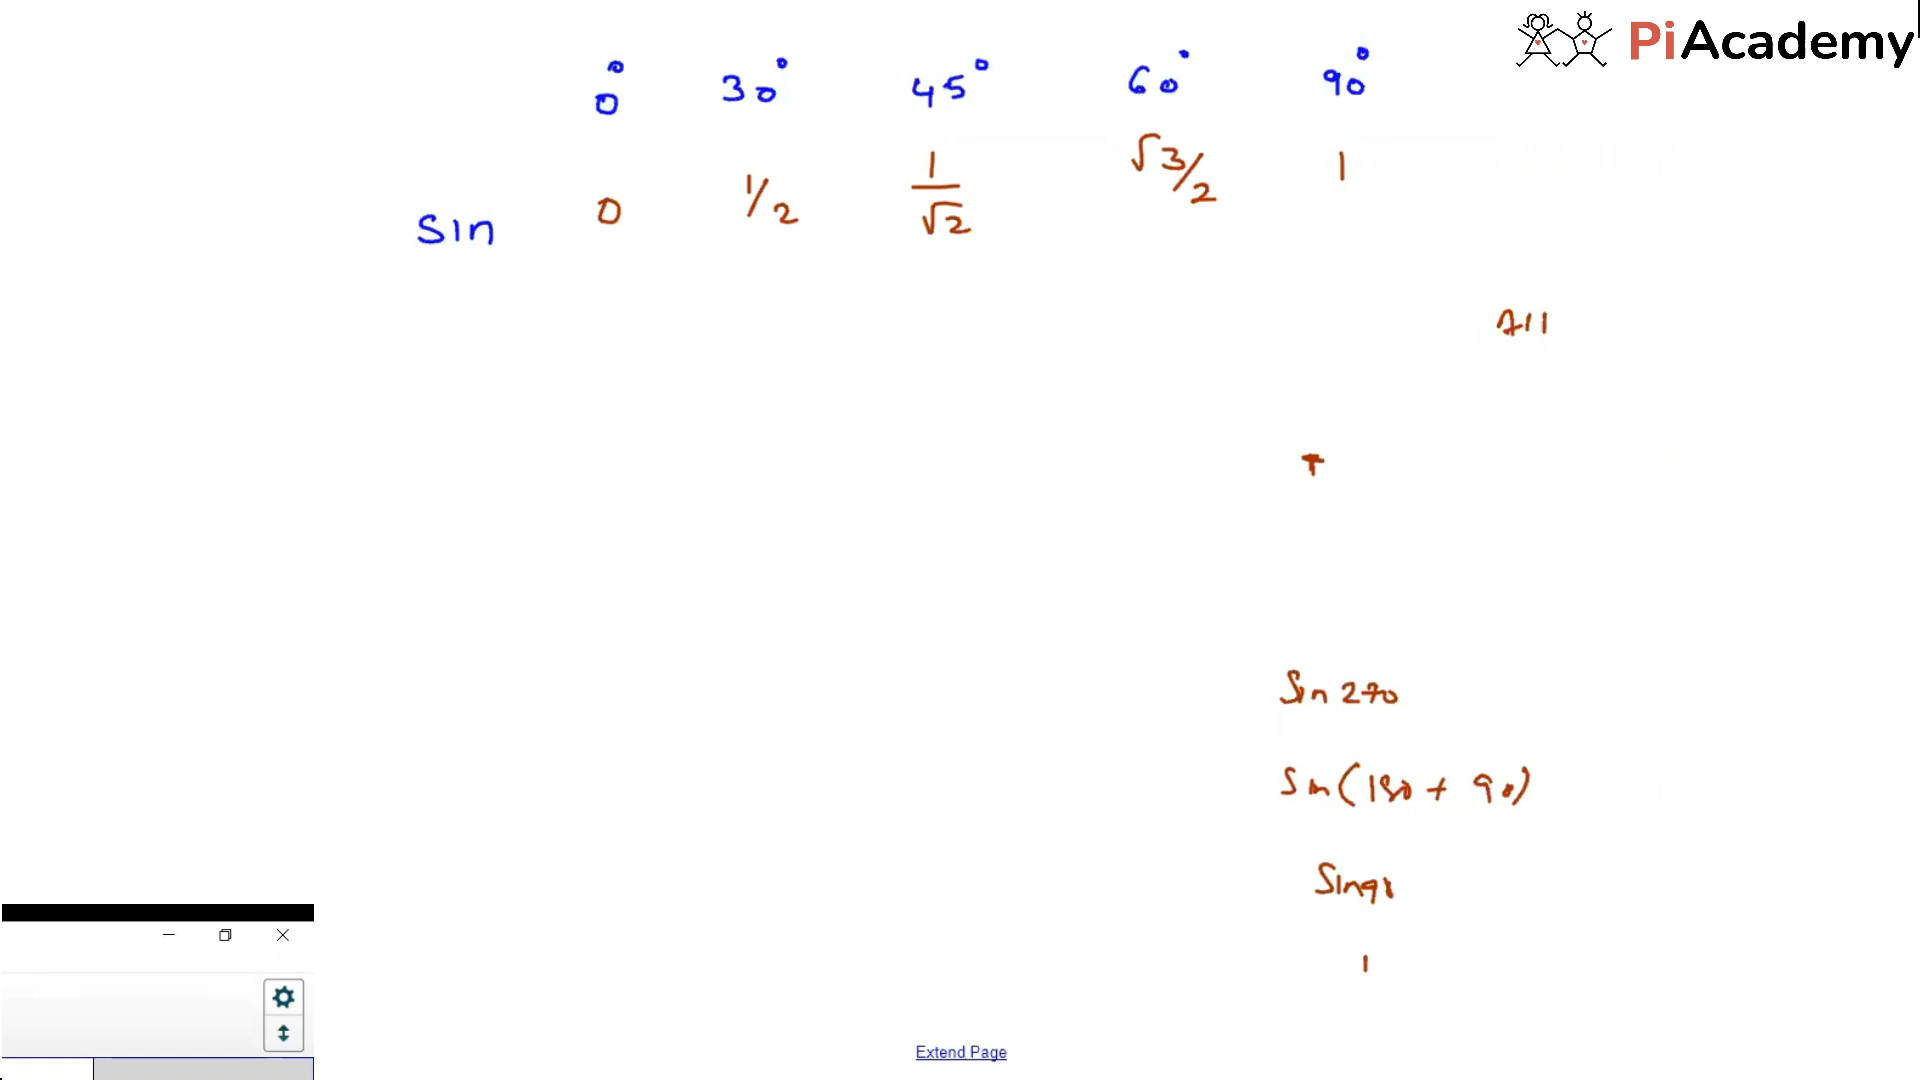 PiAcademy
0° 30° 45° 60° 90°
Sin 0 1/2 1/√2 √3/2 1
All
T
Sin 270
Sin(180 + 90)
Sin90
1
Extend Page